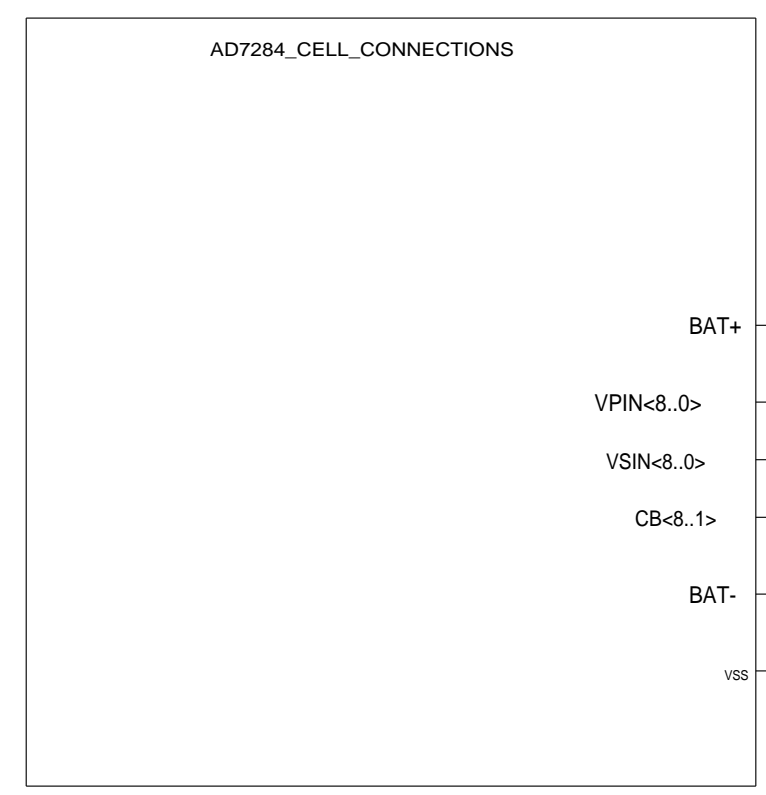 AD7284_CELL_CONNECTIONS
BAT+
VPIN<8..0>
VSIN<8..0>
CB<8..1>
BAT-
VSS